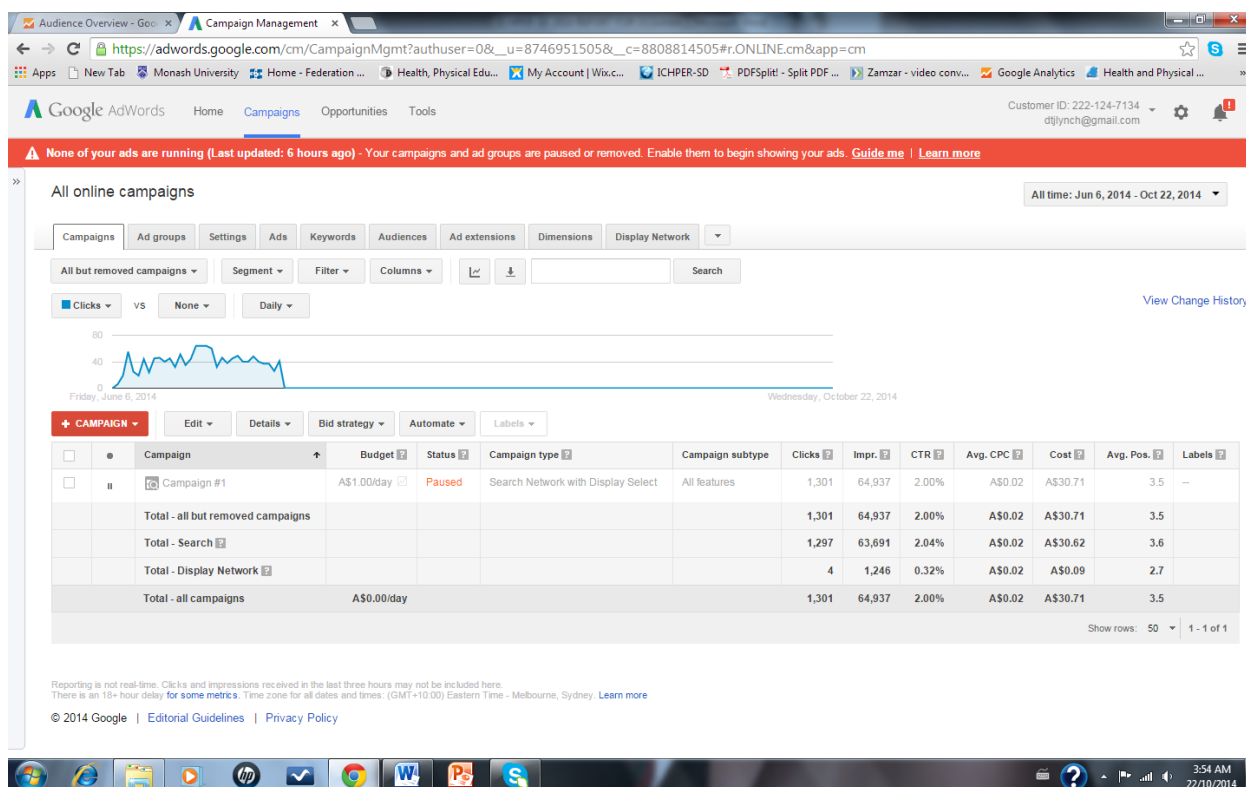 Audience Overview - Goo
Campaign Management
https://adwords.google.com/cm/CampaignMgmt?authuser=0&__u=8746951505&__c=8808814505#r.ONLINE.cm&app=cm
Apps New Tab Monash University Home - Federation ... Health, Physical Edu... My Account | Wix.c... ICHPER-SD PDFSplit! - Split PDF ... Zamzar - video conv... Google Analytics Health and Physical ... »
Google AdWords Home Campaigns Opportunities Tools
Customer ID: 222-124-7134
dtjlynch@gmail.com
None of your ads are running (Last updated: 6 hours ago) - Your campaigns and ad groups are paused or removed. Enable them to begin showing your ads. Guide me | Learn more
»
All online campaigns
All time: Jun 6, 2014 - Oct 22, 2014
Campaigns Ad groups Settings Ads Keywords Audiences Ad extensions Dimensions Display Network
All but removed campaigns Segment Filter Columns Search
Clicks VS None Daily
View Change History
80
40
0
Friday, June 6, 2014 Wednesday, October 22, 2014
+ CAMPAIGN Edit Details Bid strategy Automate Labels
Campaign Budget ? Status ? Campaign type ? Campaign subtype Clicks ? Impr. ? CTR ? Avg. CPC ? Cost ? Avg. Pos. ? Labels ?
Campaign #1 A$1.00/day Paused Search Network with Display Select All features 1,301 64,937 2.00% A$0.02 A$30.71 3.5 –
Total - all but removed campaigns 1,301 64,937 2.00% A$0.02 A$30.71 3.5
Total - Search ? 1,297 63,691 2.04% A$0.02 A$30.62 3.6
Total - Display Network ? 4 1,246 0.32% A$0.02 A$0.09 2.7
Total - all campaigns A$0.00/day 1,301 64,937 2.00% A$0.02 A$30.71 3.5
Show rows: 50 1 - 1 of 1
Reporting is not real-time. Clicks and impressions received in the last three hours may not be included here.
There is an 18+ hour delay for some metrics. Time zone for all dates and times: (GMT+10:00) Eastern Time - Melbourne, Sydney. Learn more
© 2014 Google | Editorial Guidelines | Privacy Policy
3:54 AM
22/10/2014